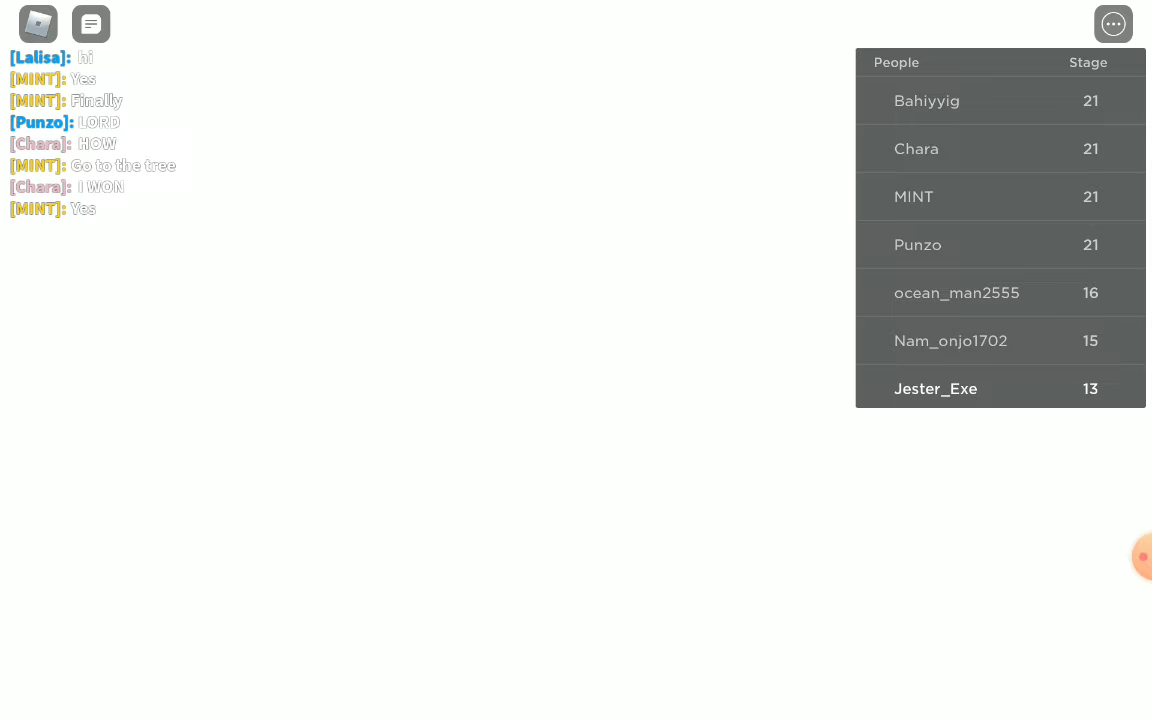 [Lalisa]: hi
[MINT]: Yes
[MINT]: Finally
[Punzo]: LORD
[Chara]: HOW
[MINT]: Go to the tree
[Chara]: I WON
[MINT]: Yes
People Stage
Bahiyyig 21
Chara 21
MINT 21
Punzo 21
ocean_man2555 16
Nam_onjo1702 15
Jester_Exe 13